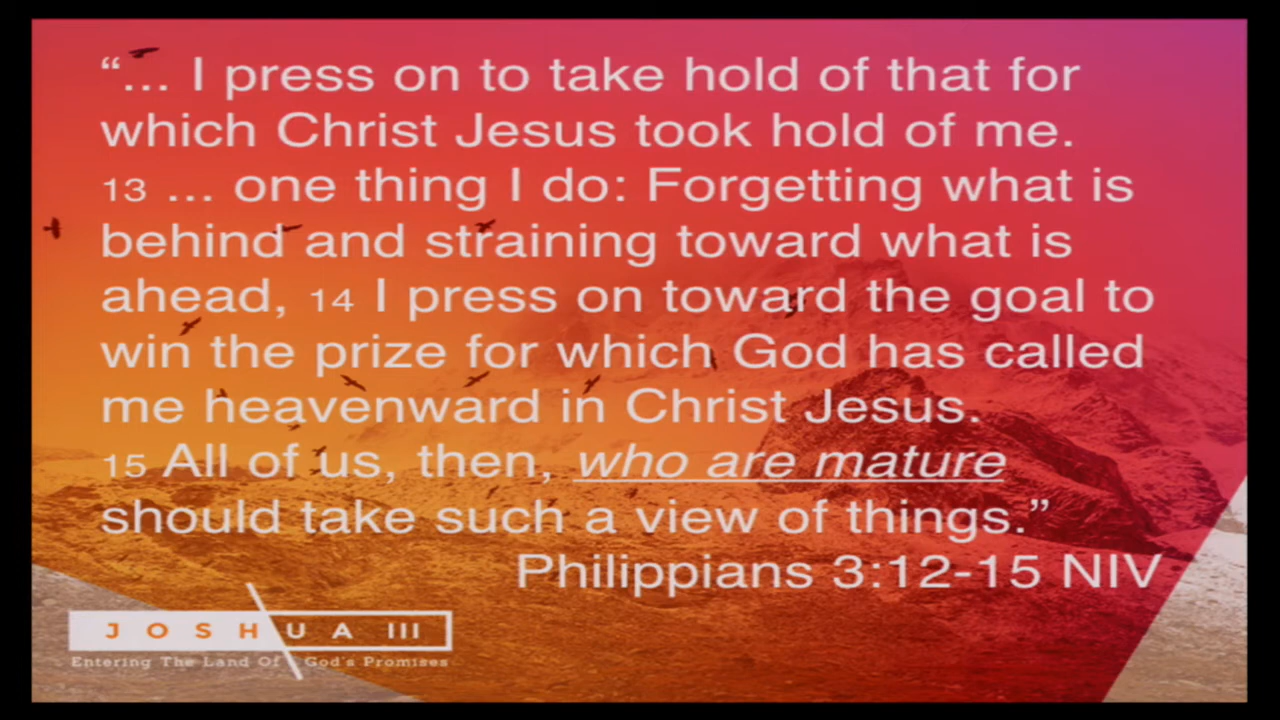 “... I press on to take hold of that for
which Christ Jesus took hold of me.
13 ... one thing I do: Forgetting what is
behind and straining toward what is
ahead, 14 I press on toward the goal to
win the prize for which God has called
me heavenward in Christ Jesus.
15 All of us, then, who are mature
should take such a view of things.”
Philippians 3:12-15 NIV
JOSHUA III
Entering The Land Of God's Promises